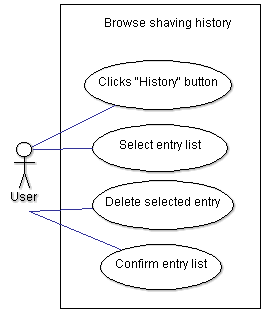 Browse shaving history
Clicks "History" button
Select entry list
User
Delete selected entry
Confirm entry list